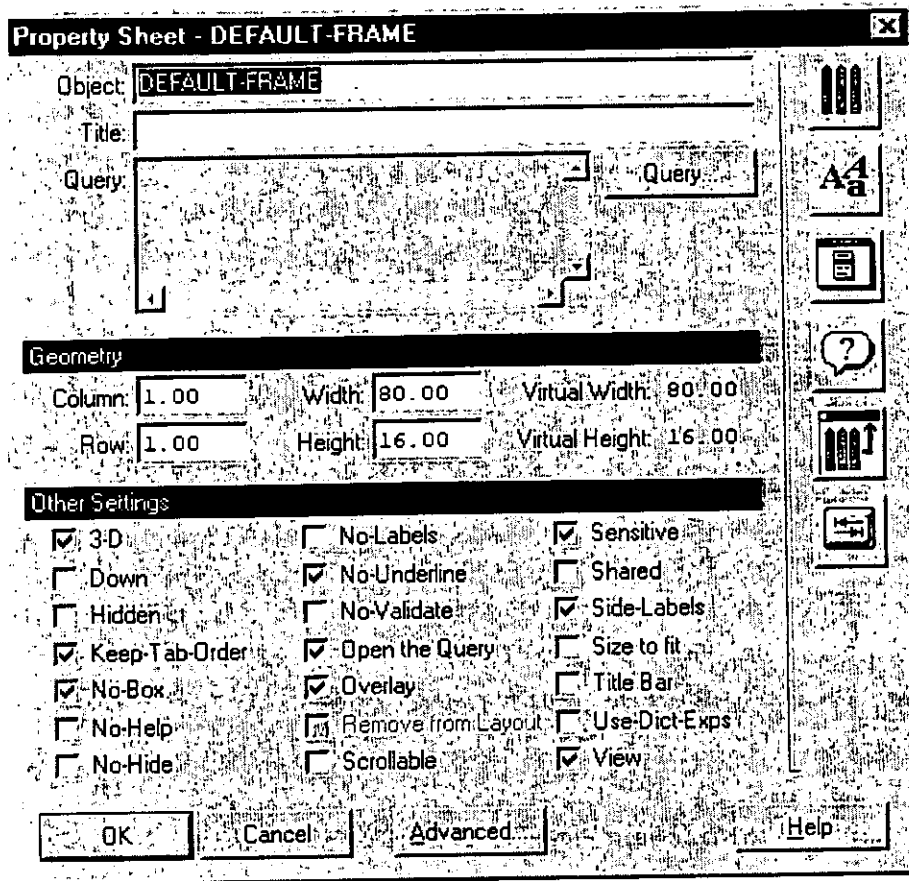 Property Sheet - DEFAULT-FRAME
Object: DEFAULT-FRAME
Title:
Query: Query...
AAa
?
Geometry
Column: 1.00 Width: 80.00 Virtual Width: 80.00
Row: 1.00 Height: 16.00 Virtual Height: 16.00
Other Settings
3-D No-Labels Sensitive
Down No-Underline Shared
Hidden No-Validate Side-Labels
Keep-Tab-Order Open the Query Size to fit
No-Box Overlay Title Bar
No-Help Remove from Layout Use-Dict-Exps
No-Hide Scrollable View
OK Cancel Advanced... Help